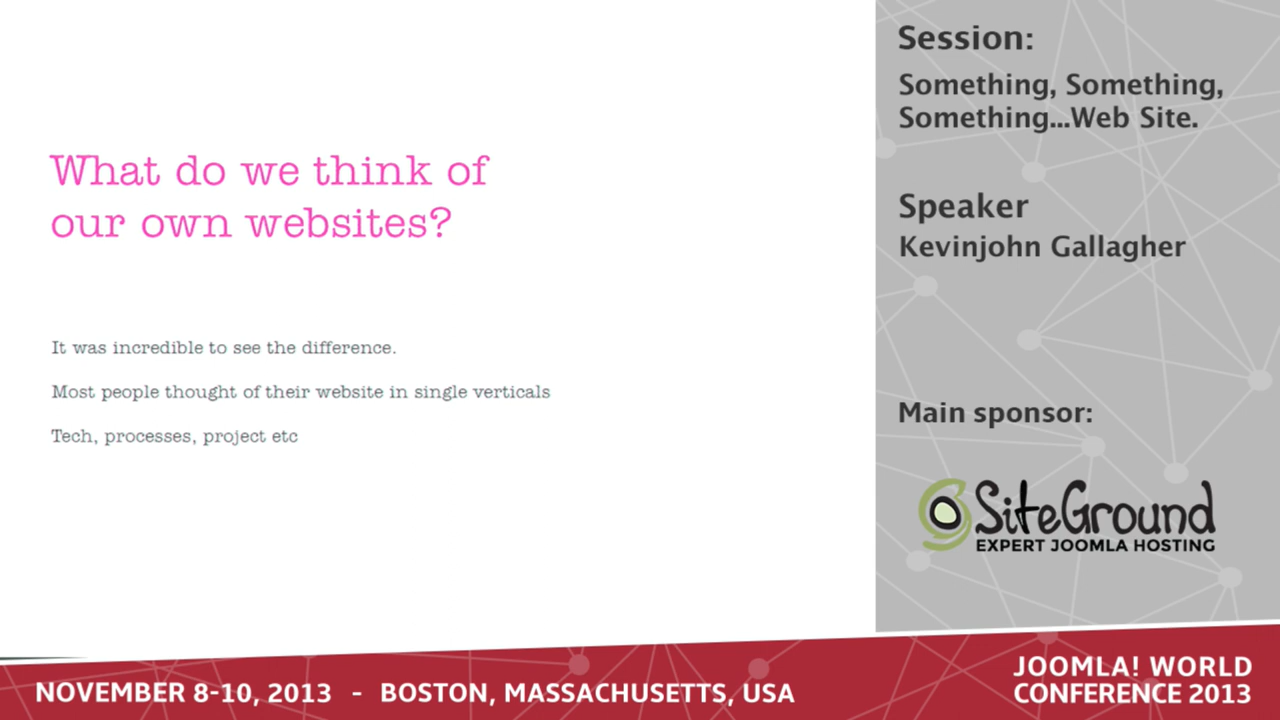 What do we think of
our own websites?
It was incredible to see the difference.
Most people thought of their website in single verticals
Tech, processes, project etc
Session:
Something, Something,
Something...Web Site.
Speaker
Kevinjohn Gallagher
Main sponsor:
SiteGround
EXPERT JOOMLA HOSTING
NOVEMBER 8-10, 2013 - BOSTON, MASSACHUSETTS, USA
JOOMLA! WORLD
CONFERENCE 2013